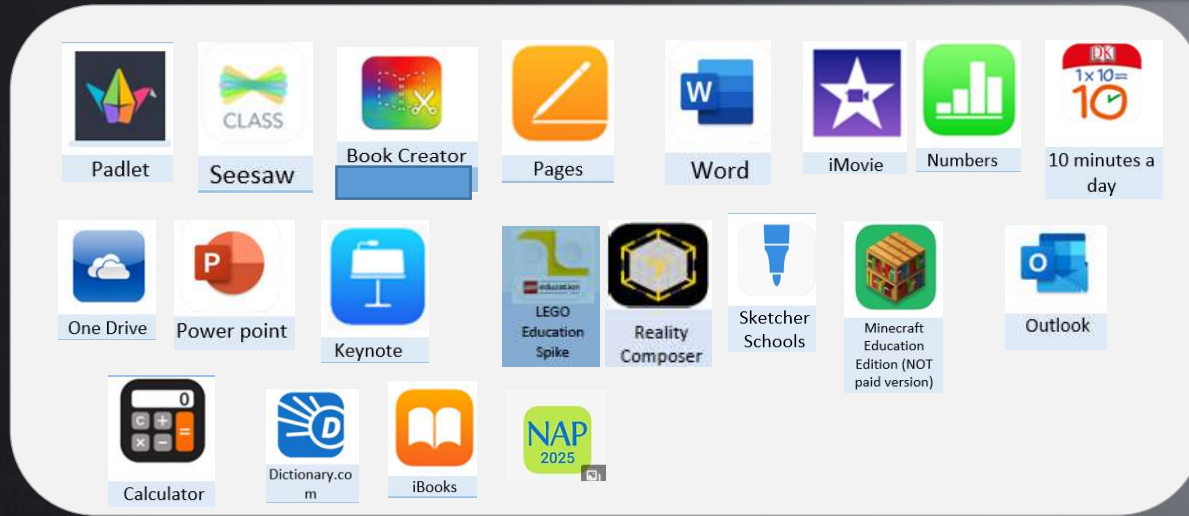 CLASS
W
DK
1x10=
10
Padlet
Seesaw
Book Creator
Pages
Word
iMovie
Numbers
10 minutes a
day
P
education
O
One Drive
Power point
Keynote
LEGO
Education
Spike
Reality
Composer
Sketcher
Schools
Minecraft
Education
Edition (NOT
paid version)
Outlook
0
C + =
× −
D
NAP
2025
Calculator
Dictionary.co
m
iBooks